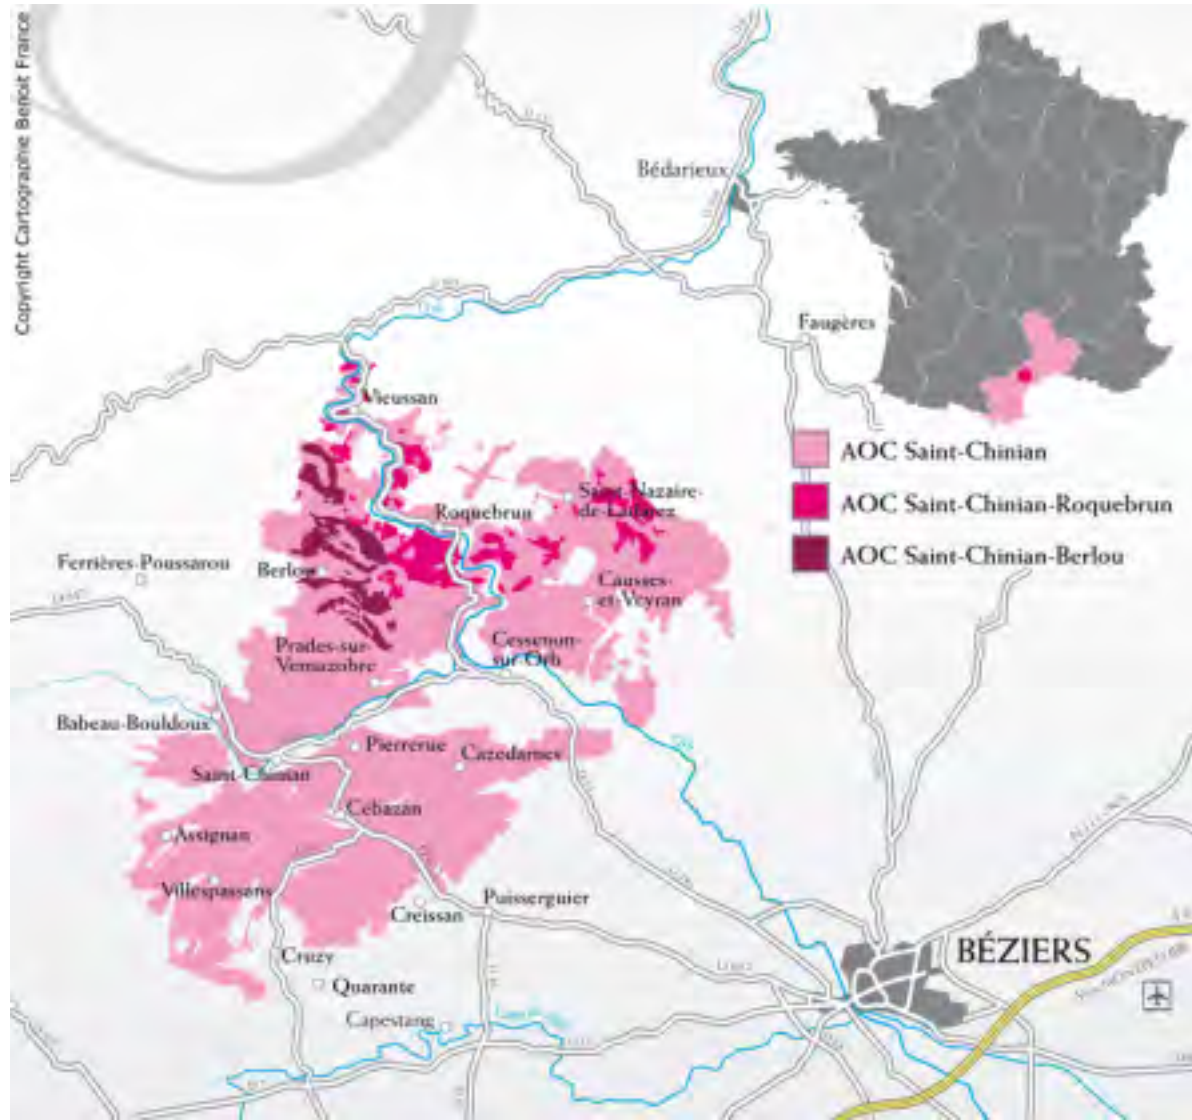 Copyright Cartographe Benoit France
Bédarieux
Faugères
Vieussan
AOC Saint-Chinian
AOC Saint-Chinian-Roquebrun
AOC Saint-Chinian-Berlou
Saint-Nazaire-
de-Ladarez
Roquebrun
Ferrières-Poussarou
Berlou
Causses-
et-Veyran
Prades-sur-
Vernazobre
Cessenon-
sur-Orb
Babeau-Bouldoux
Pierrerue
Cazedarnes
Saint-Chinian
Cébazan
Assignan
Villespassans
Puisserguier
Creissan
BÉZIERS
Cruzy
Quarante
Capestang